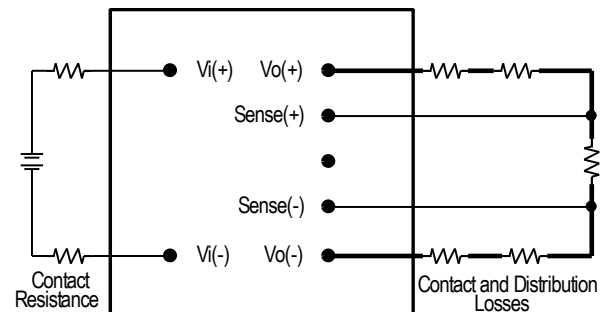 Vi(+) Vo(+)
Sense(+)
Sense(-)
Vi(-) Vo(-)
Contact
Resistance
Contact and Distribution
Losses